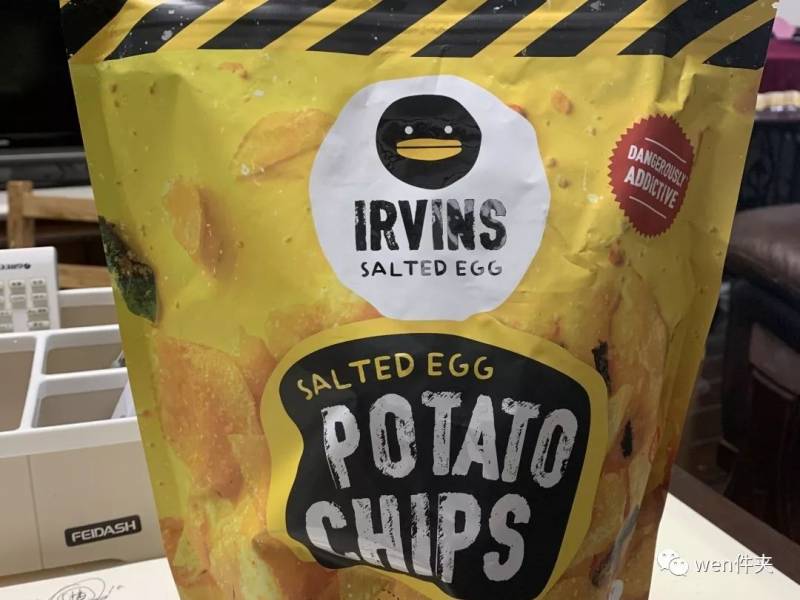 IRVINS
SALTED EGG
DANGEROUSLY
ADDICTIVE
SALTED EGG
POTATO
CHIPS
FEIDASH
wen件夹